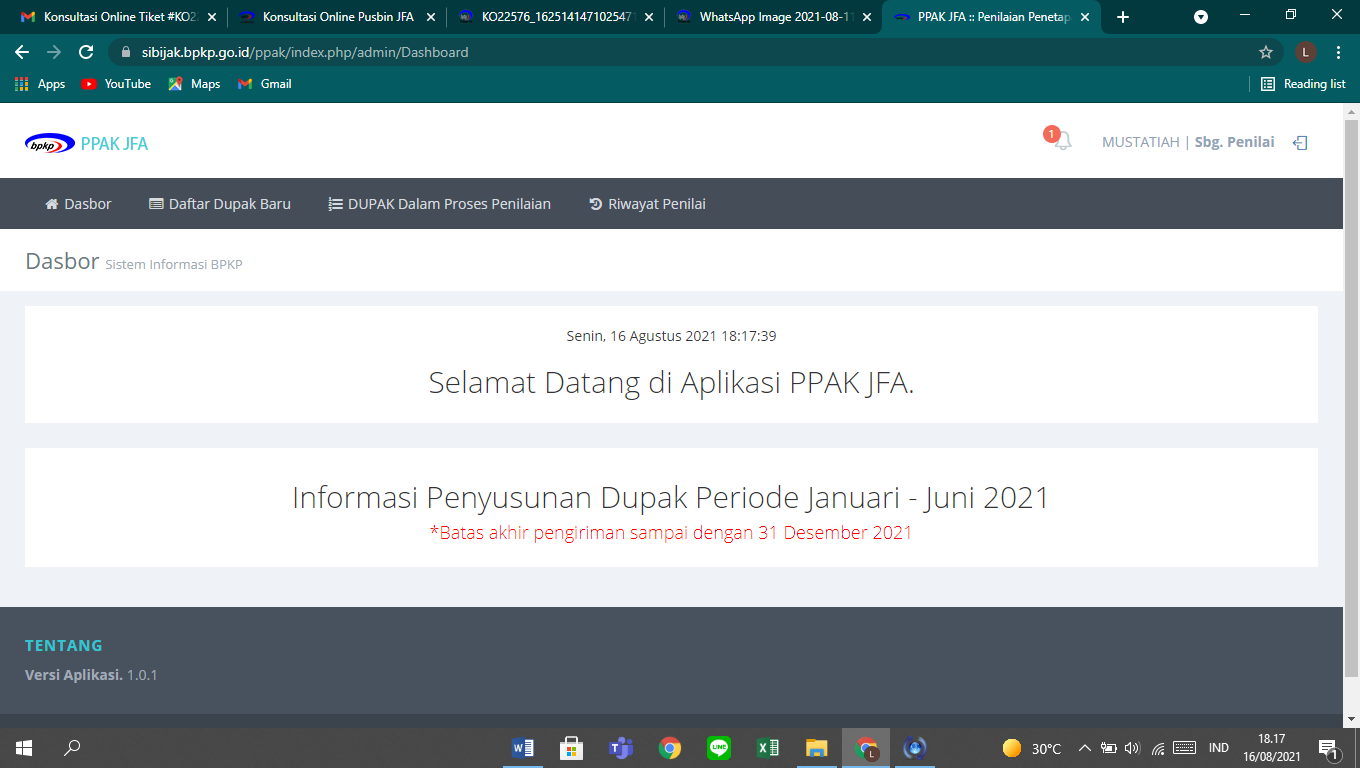 Konsultasi Online Tiket #KO2
Konsultasi Online Pusbin JFA
KO22576_1625141471025471
WhatsApp Image 2021-08-11
PPAK JFA :: Penilaian Penetap
sibijak.bpkp.go.id/ppak/index.php/admin/Dashboard
L
Apps
YouTube
Maps
Gmail
Reading list
bpkp PPAK JFA
1
MUSTATIAH | Sbg. Penilai
Dasbor
Daftar Dupak Baru
DUPAK Dalam Proses Penilaian
Riwayat Penilai
Dasbor Sistem Informasi BPKP
Senin, 16 Agustus 2021 18:17:39
Selamat Datang di Aplikasi PPAK JFA.
Informasi Penyusunan Dupak Periode Januari - Juni 2021
*Batas akhir pengiriman sampai dengan 31 Desember 2021
TENTANG
Versi Aplikasi. 1.0.1
30°C
IND
18.17
16/08/2021
1